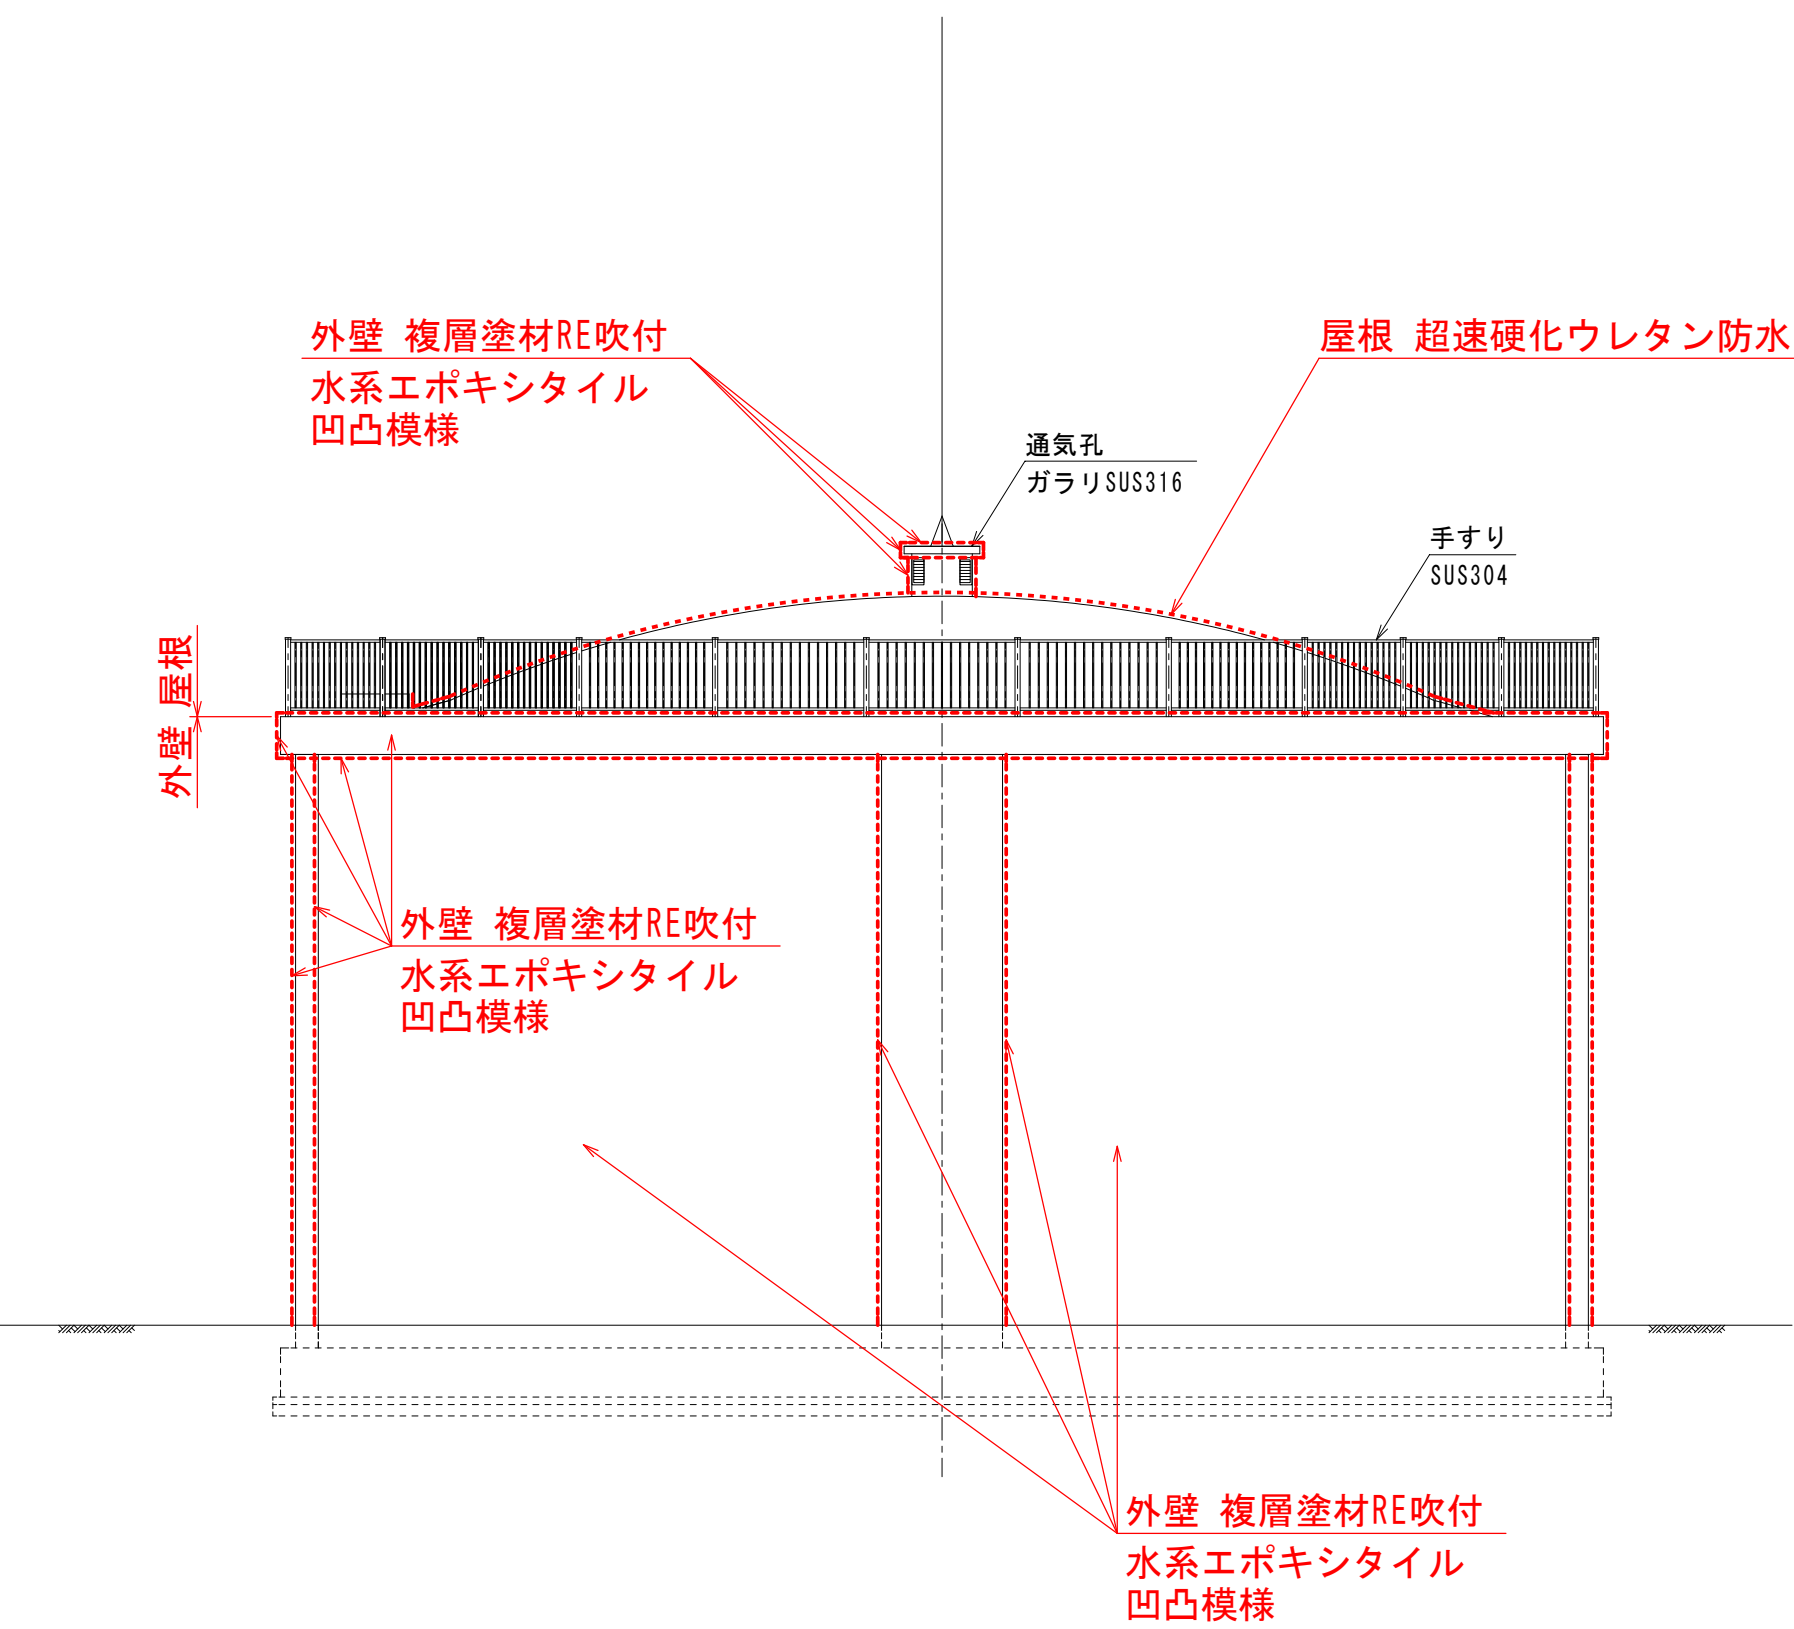 外壁 複層塗材RE吹付
水系エポキシタイル
凹凸模様
屋根 超速硬化ウレタン防水
通気孔
ガラリSUS316
手すり
SUS304
屋根
外壁
外壁 複層塗材RE吹付
水系エポキシタイル
凹凸模様
外壁 複層塗材RE吹付
水系エポキシタイル
凹凸模様